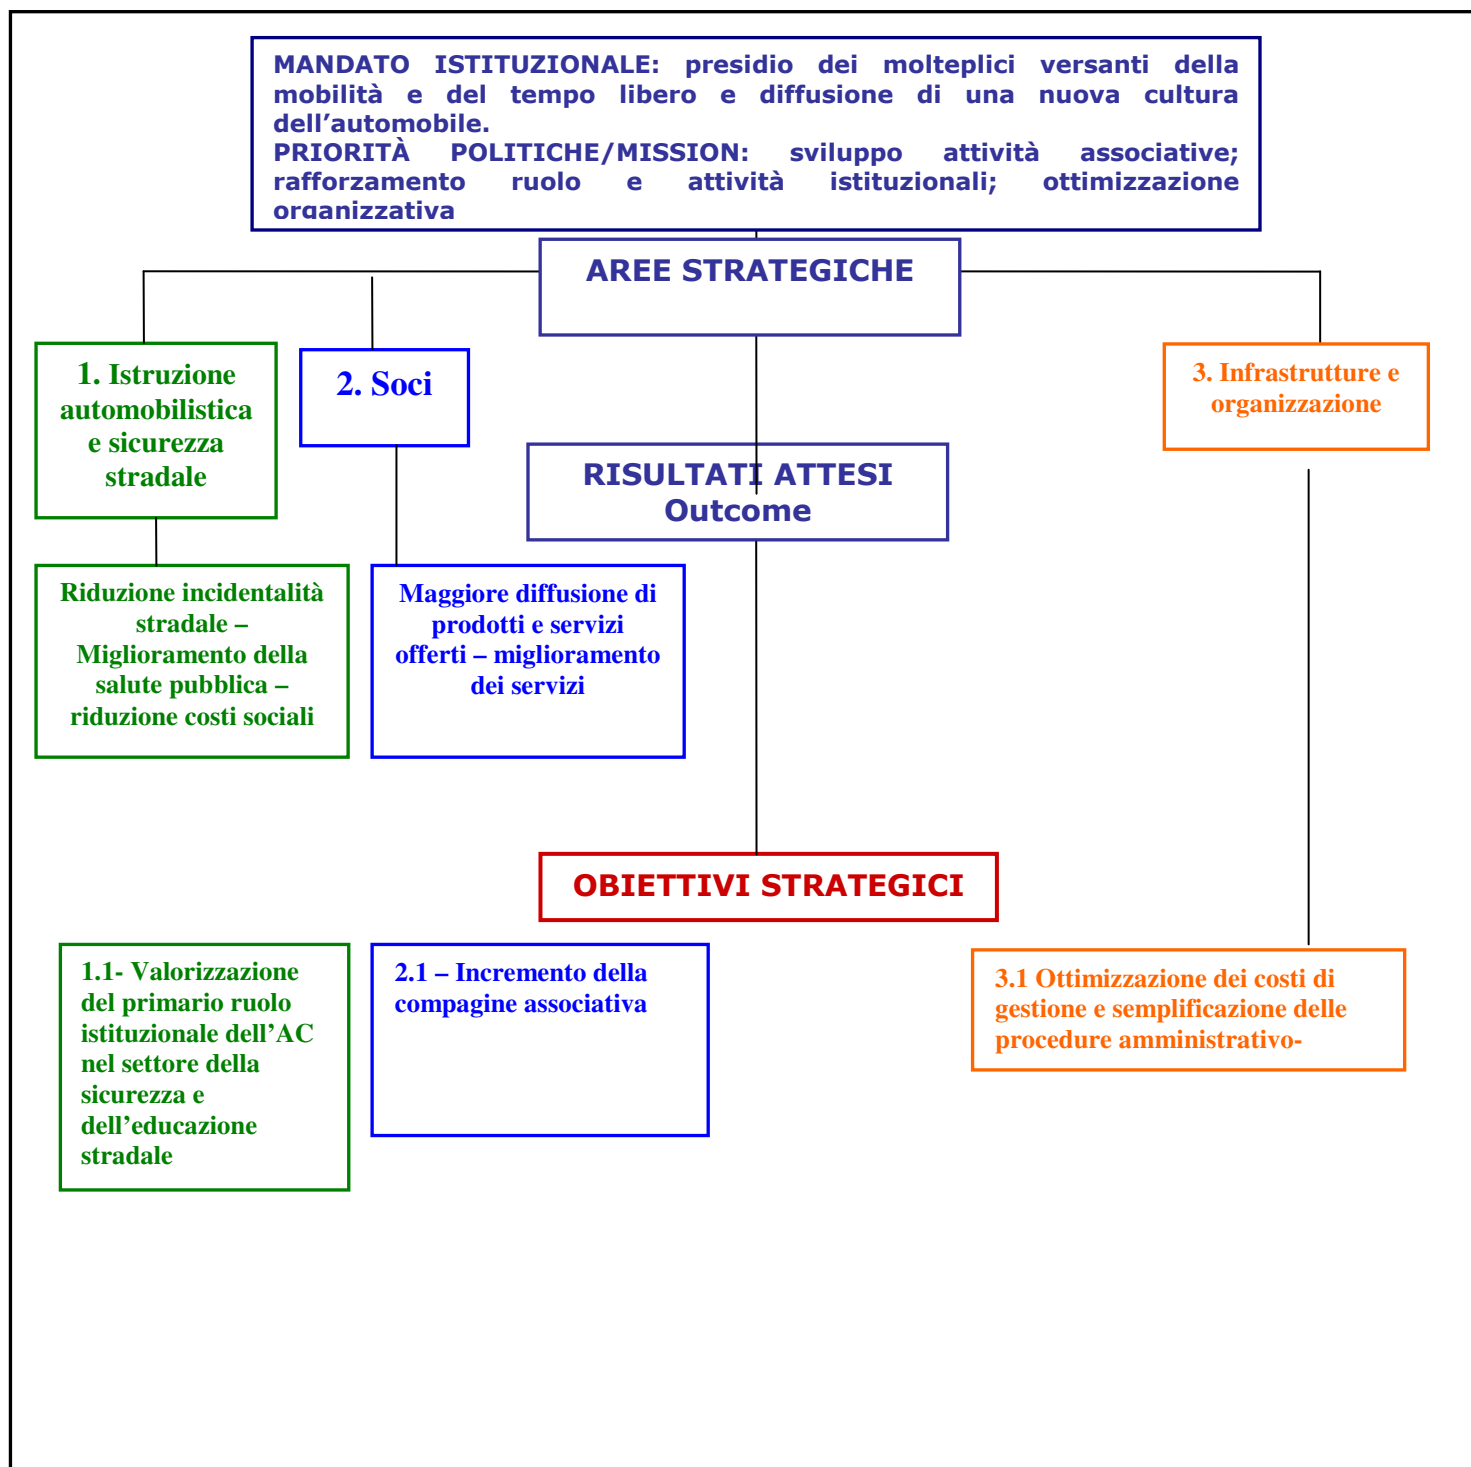 MANDATO ISTITUZIONALE: presidio dei molteplici versanti della
mobilità e del tempo libero e diffusione di una nuova cultura
dell’automobile.
PRIORITÀ POLITICHE/MISSION: sviluppo attività associative;
rafforzamento ruolo e attività istituzionali; ottimizzazione
organizzativa
AREE STRATEGICHE
1. Istruzione
automobilistica
e sicurezza
stradale
2. Soci
3. Infrastrutture e
organizzazione
RISULTATI ATTESI
Outcome
Riduzione incidentalità
stradale –
Miglioramento della
salute pubblica –
riduzione costi sociali
Maggiore diffusione di
prodotti e servizi
offerti – miglioramento
dei servizi
OBIETTIVI STRATEGICI
1.1- Valorizzazione
del primario ruolo
istituzionale dell’AC
nel settore della
sicurezza e
dell’educazione
stradale
2.1 – Incremento della
compagine associativa
3.1 Ottimizzazione dei costi di
gestione e semplificazione delle
procedure amministrativo-